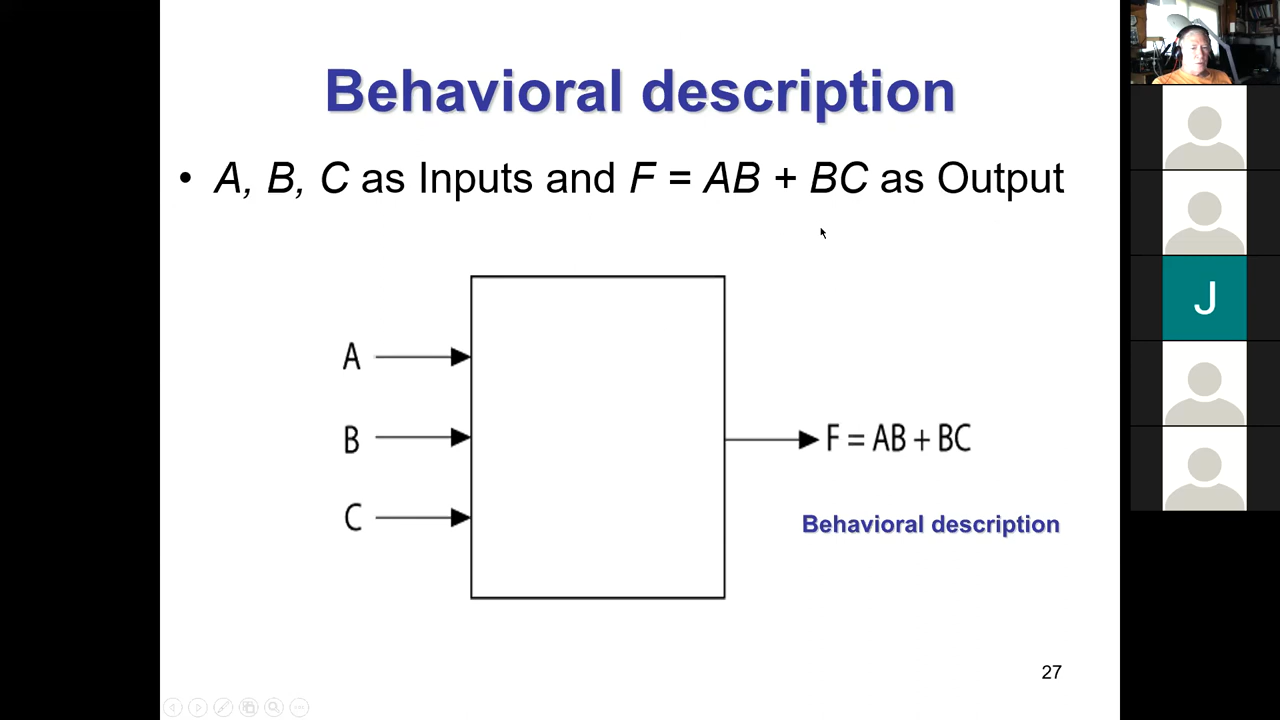 Behavioral description
• A, B, C as Inputs and F = AB + BC as Output
A
B
C
F = AB + BC
Behavioral description
27
J